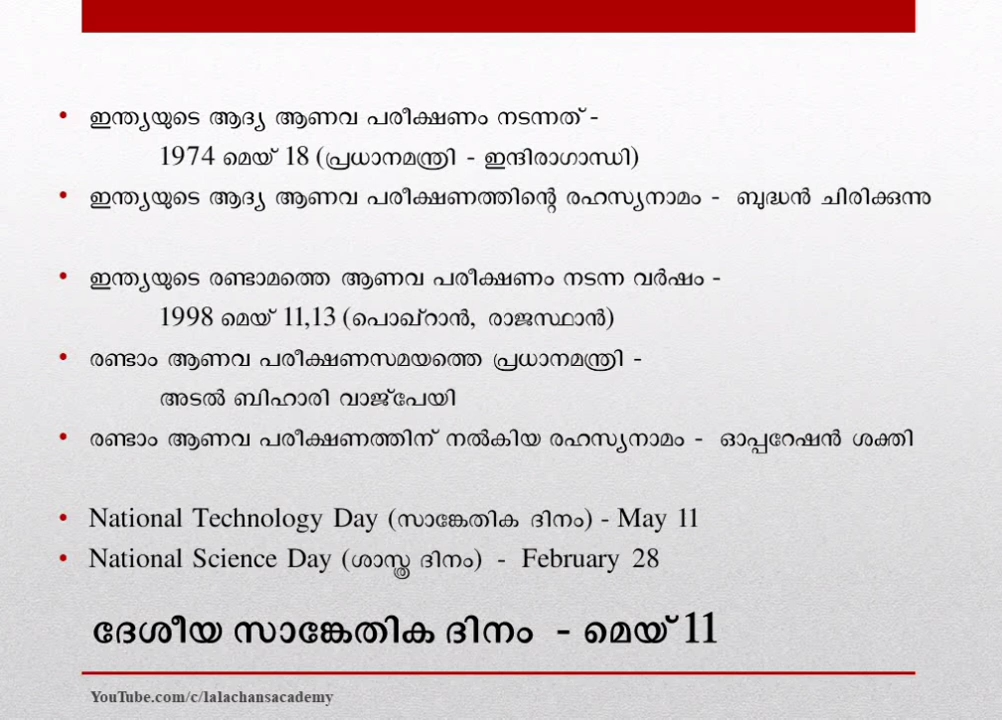 • ഇന്ത്യയുടെ ആദ്യ ആണവ പരീക്ഷണം നടന്നത് -
1974 മെയ് 18 (പ്രധാനമന്ത്രി - ഇന്ദിരാഗാന്ധി)
• ഇന്ത്യയുടെ ആദ്യ ആണവ പരീക്ഷണത്തിന്റെ രഹസ്യനാമം - ബുദ്ധൻ ചിരിക്കുന്നു
• ഇന്ത്യയുടെ രണ്ടാമത്തെ ആണവ പരീക്ഷണം നടന്ന വർഷം -
1998 മെയ് 11,13 (പൊഖ്റാൻ, രാജസ്ഥാൻ)
• രണ്ടാം ആണവ പരീക്ഷണസമയത്തെ പ്രധാനമന്ത്രി -
അടൽ ബിഹാരി വാജ്പേയി
• രണ്ടാം ആണവ പരീക്ഷണത്തിന് നൽകിയ രഹസ്യനാമം - ഓപ്പറേഷൻ ശക്തി
• National Technology Day (സാങ്കേതിക ദിനം) - May 11
• National Science Day (ശാസ്ത്ര ദിനം) - February 28
ദേശീയ സാങ്കേതിക ദിനം - മെയ് 11
YouTube.com/c/lalachansacademy